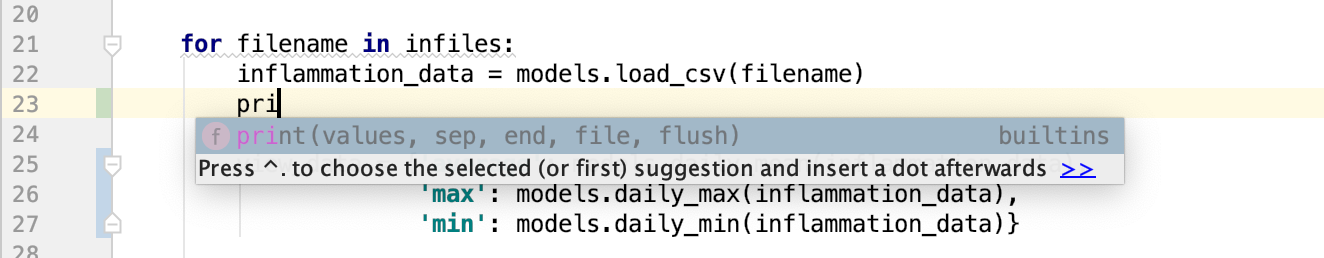 20
21 for filename in infiles:
22 inflammation_data = models.load_csv(filename)
23 pri
f print(values, sep, end, file, flush) builtins
24
Press ^. to choose the selected (or first) suggestion and insert a dot afterwards >>
25
26 'max': models.daily_max(inflammation_data),
27 'min': models.daily_min(inflammation_data)}
28